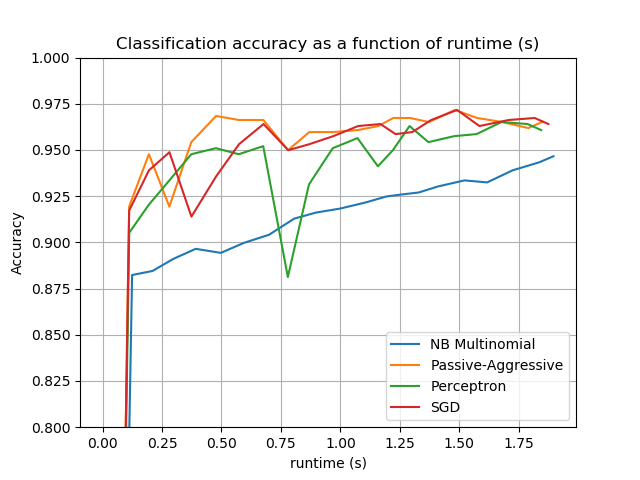 Classification accuracy as a function of runtime (s)
1.000
0.975
0.950
0.925
0.900
0.875
0.850
0.825
0.800
Accuracy
NB Multinomial
Passive-Aggressive
Perceptron
SGD
0.00 0.25 0.50 0.75 1.00 1.25 1.50 1.75
runtime (s)